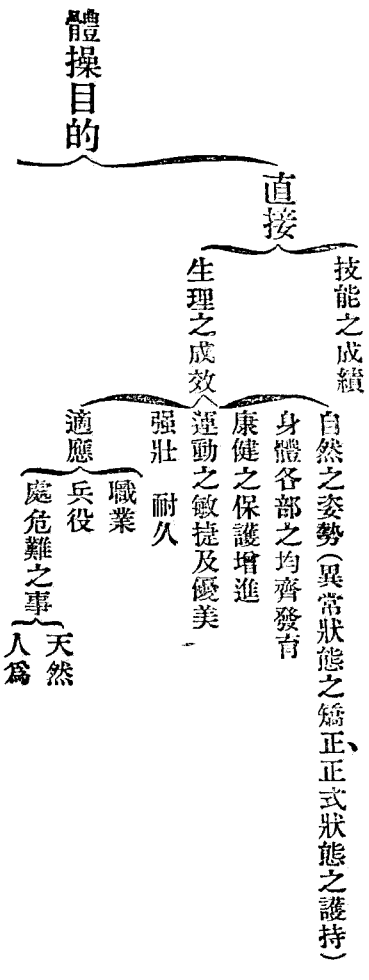 體操目的
直接
技能之成績
生理之成效
自然之姿勢(異常狀態之矯正、正式狀態之護持)
身體各部之均齊發育
康健之保護增進
運動之敏捷及優美
强壯　耐久
適應
職業
兵役
處危難之事
天然
人爲